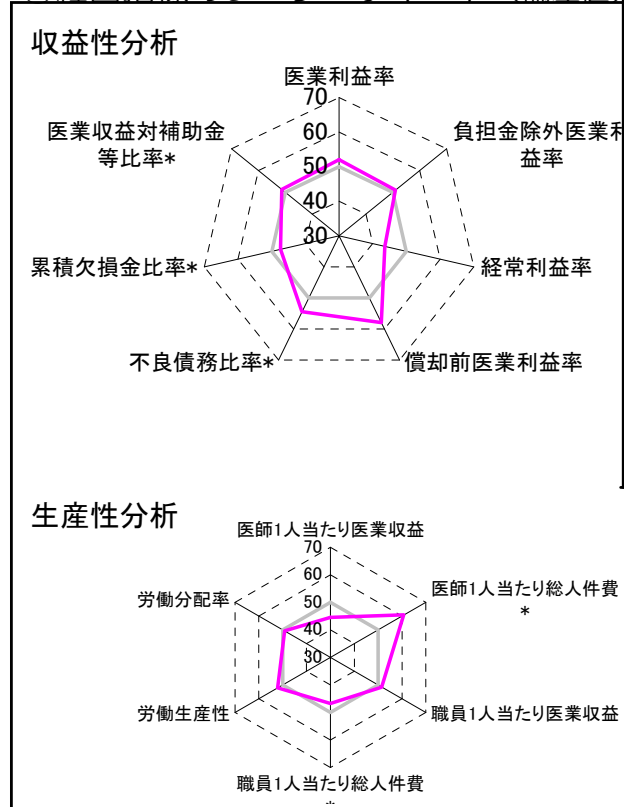 収益性分析
医業利益率
70
60
50
40
30
負担金除外医業利
益率
経常利益率
償却前医業利益率
不良債務比率*
累積欠損金比率*
医業収益対補助金
等比率*
生産性分析
医師1人当たり医業収益
70
60
50
40
30
医師1人当たり総人件費
*
職員1人当たり医業収益
職員1人当たり総人件費
*
労働生産性
労働分配率